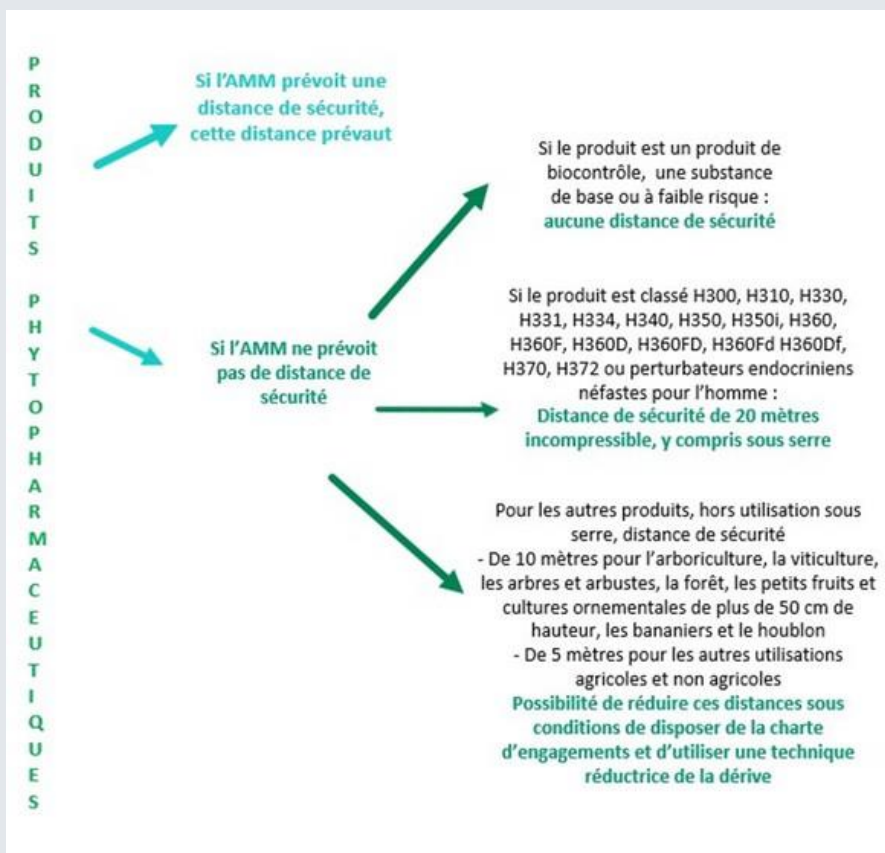 PRODUITS PHYTOPHARMACEUTIQUES
Si l'AMM prévoit une
distance de sécurité,
cette distance prévaut
Si l'AMM ne prévoit
pas de distance de
sécurité
Si le produit est un produit de
biocontrôle, une substance
de base ou à faible risque :
aucune distance de sécurité
Si le produit est classé H300, H310, H330,
H331, H334, H340, H350, H350i, H360,
H360F, H360D, H360FD, H360Fd H360Df,
H370, H372 ou perturbateurs endocriniens
néfastes pour l'homme :
Distance de sécurité de 20 mètres
incompressible, y compris sous serre
Pour les autres produits, hors utilisation sous
serre, distance de sécurité
- De 10 mètres pour l'arboriculture, la viticulture,
les arbres et arbustes, la forêt, les petits fruits et
cultures ornementales de plus de 50 cm de
hauteur, les bananiers et le houblon
- De 5 mètres pour les autres utilisations
agricoles et non agricoles
Possibilité de réduire ces distances sous
conditions de disposer de la charte
d'engagements et d'utiliser une technique
réductrice de la dérive